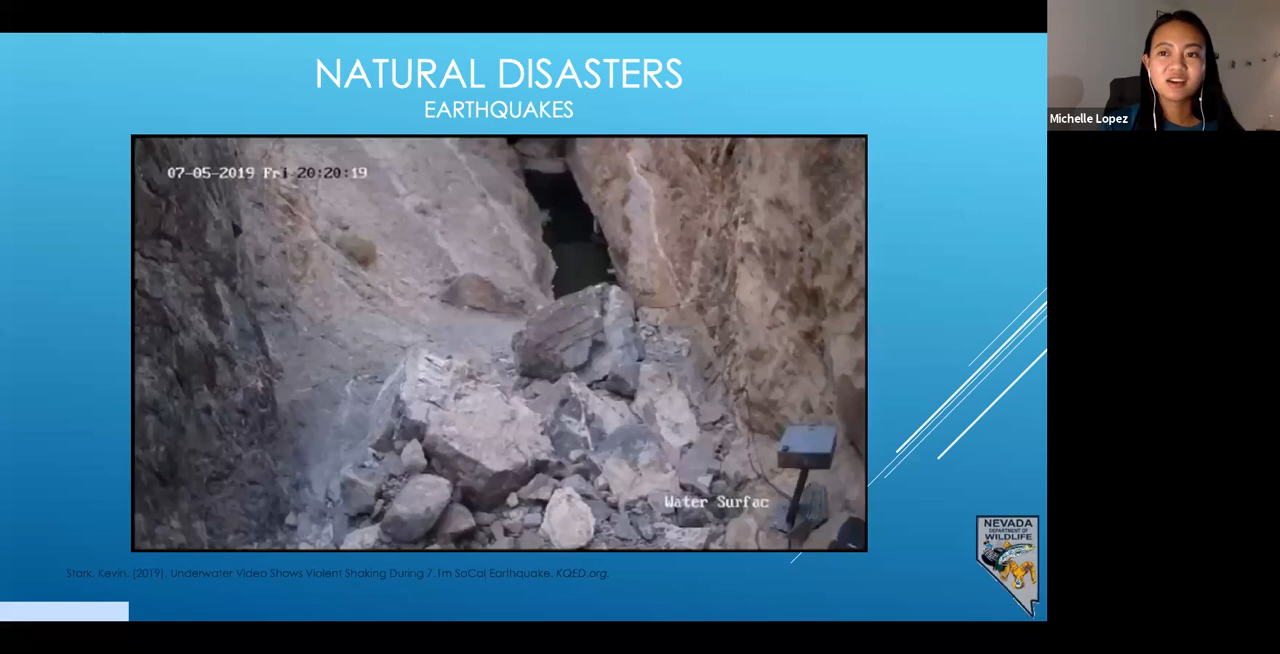 NATURAL DISASTERS
EARTHQUAKES
07-05-2019 Fri 20:20:19
Water Surfac
Stark, Kevin. (2019). Underwater Video Shows Violent Shaking During 7.1m SoCal Earthquake. KQED.org.
NEVADA
DEPARTMENT OF
WILDLIFE
Michelle Lopez